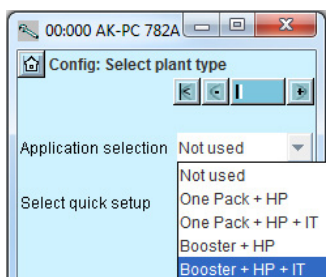 00:000 AK-PC 782A
Config: Select plant type
Application selection Not used
Not used
Select quick setup
One Pack + HP
One Pack + HP + IT
Booster + HP
Booster + HP + IT